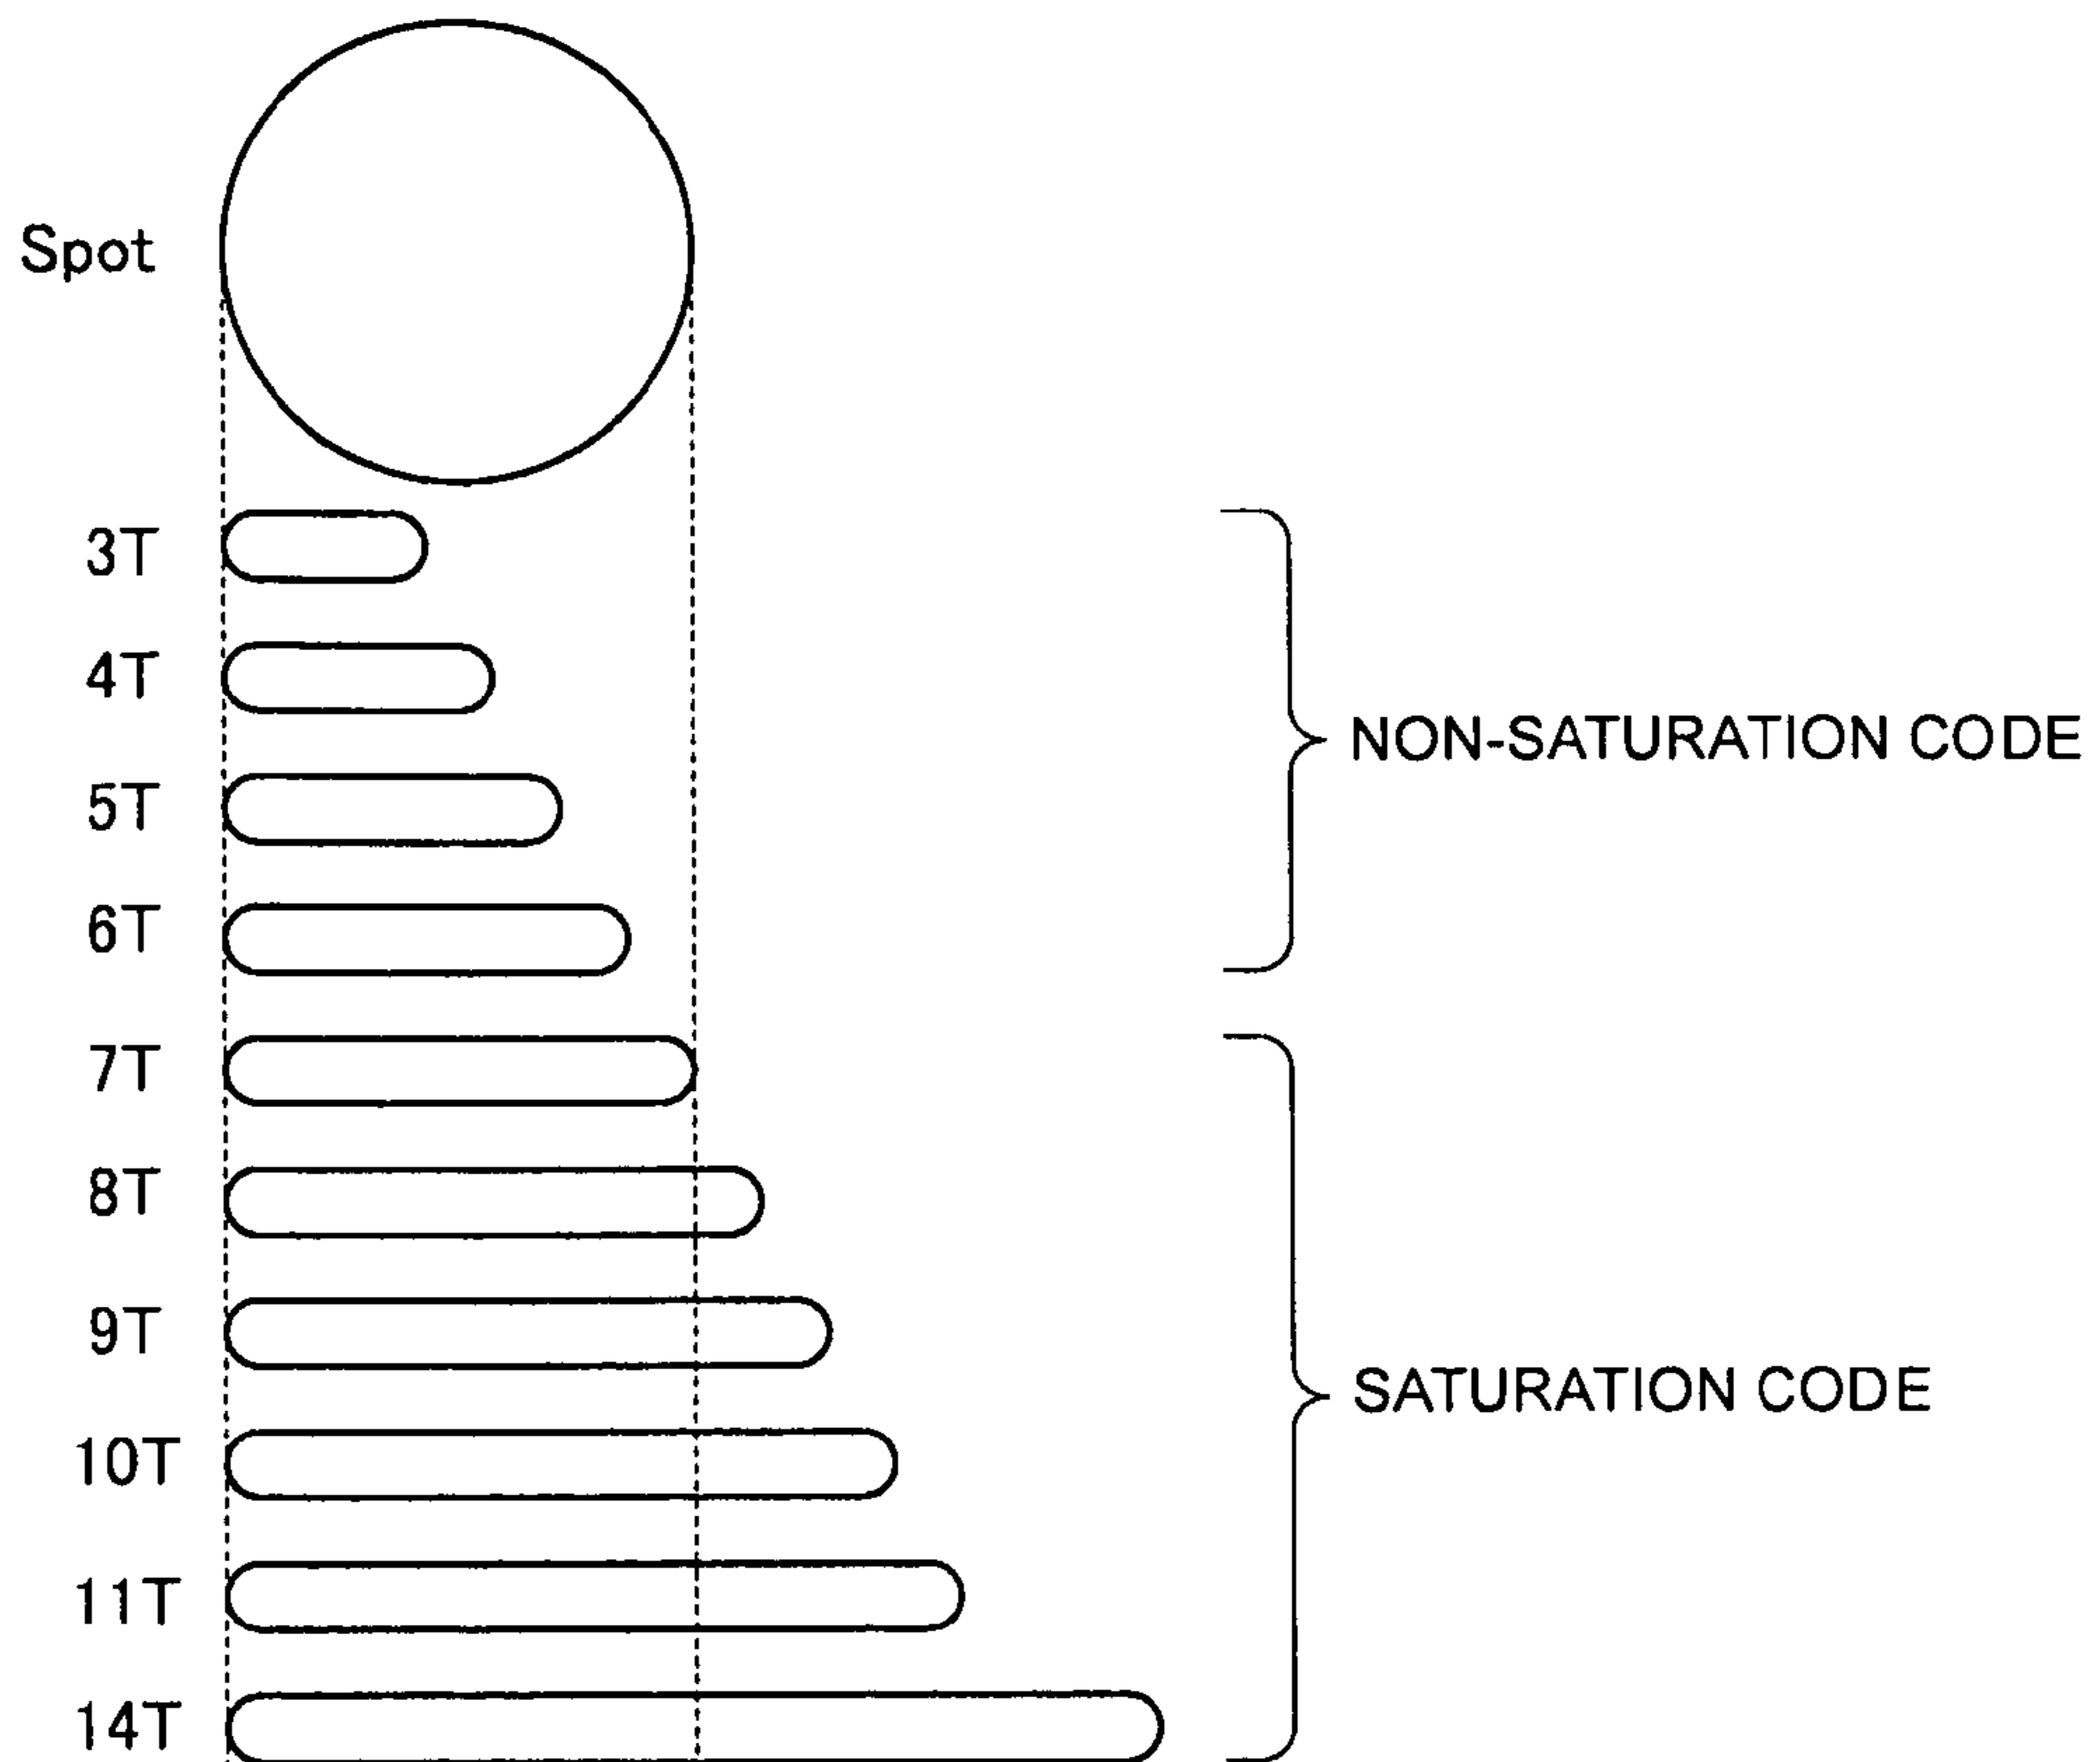 Spot
3T
4T
5T
6T
NON-SATURATION CODE
7T
8T
9T
10T
11T
14T
SATURATION CODE